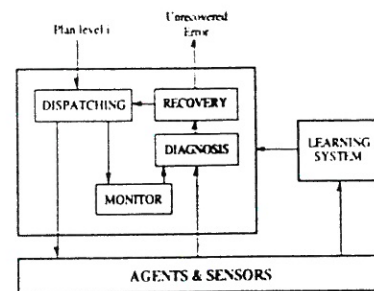 Plan level i
Unrecovered
Error
DISPATCHING
RECOVERY
DIAGNOSIS
MONITOR
LEARNING
SYSTEM
AGENTS & SENSORS